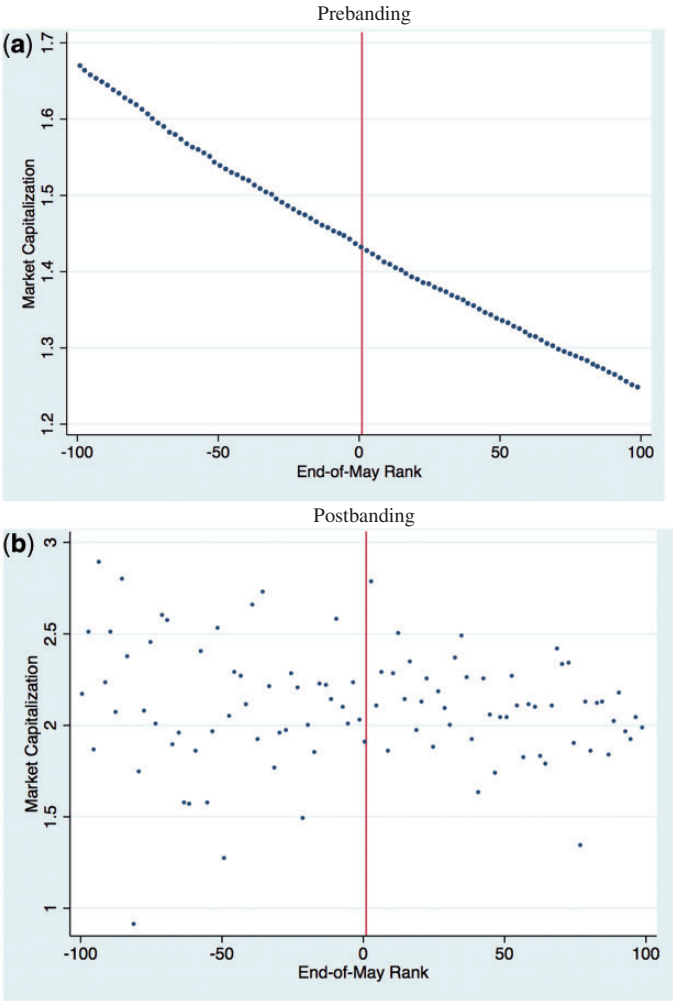 Prebanding
(a)
1.7
1.6
1.5
1.4
1.3
1.2
Market Capitalization
-100 -50 0 50 100
End-of-May Rank
Postbanding
(b)
3
2.5
2
1.5
1
Market Capitalization
-100 -50 0 50 100
End-of-May Rank